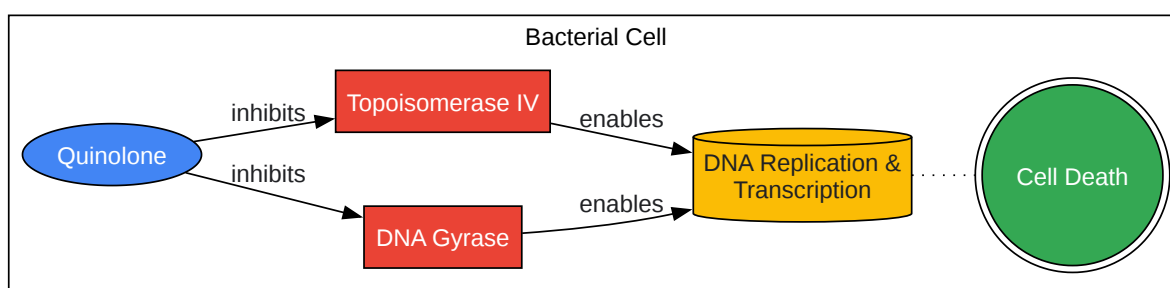 Bacterial Cell
Quinolone
inhibits
inhibits
Topoisomerase IV
DNA Gyrase
enables
enables
DNA Replication &
Transcription
Cell Death